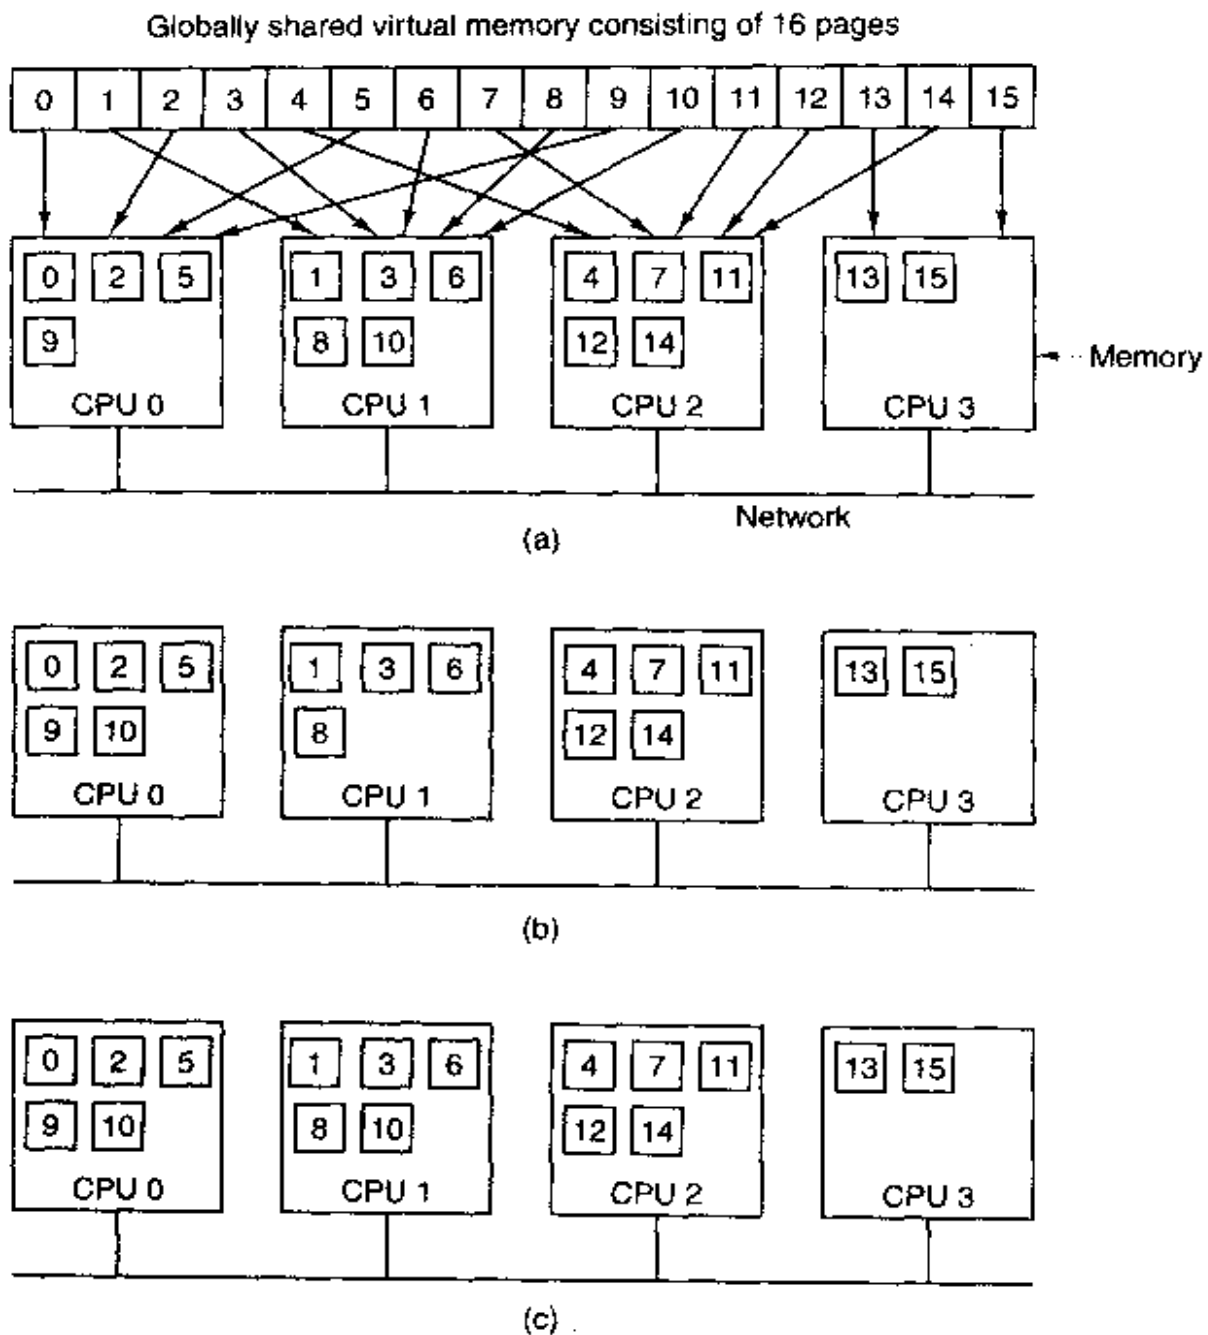 Globally shared virtual memory consisting of 16 pages
0 1 2 3 4 5 6 7 8 9 10 11 12 13 14 15
0 2 5 1 3 6 4 7 11 13 15
9 8 10 12 14
Memory
CPU 0 CPU 1 CPU 2 CPU 3
Network
(a)
0 2 5 1 3 6 4 7 11 13 15
9 10 8 12 14
CPU 0 CPU 1 CPU 2 CPU 3
(b)
0 2 5 1 3 6 4 7 11 13 15
9 10 8 10 12 14
CPU 0 CPU 1 CPU 2 CPU 3
(c)